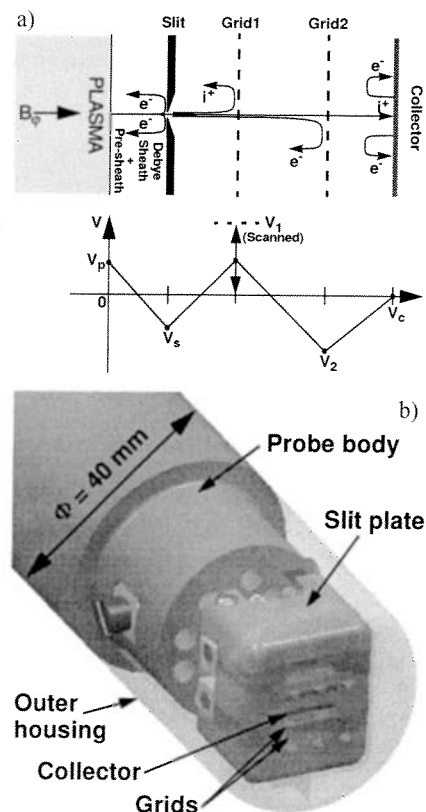 a)
Slit Grid1 Grid2
PLASMA
Pre-sheath
+
Debye
Sheath
Collector
Bφ
e-
e-
i+
e-
e-
i+
e-
V
V1
(Scanned)
Vp
0
Vs
V2
Vc
b)
Φ = 40 mm
Probe body
Slit plate
Outer
housing
Collector
Grids